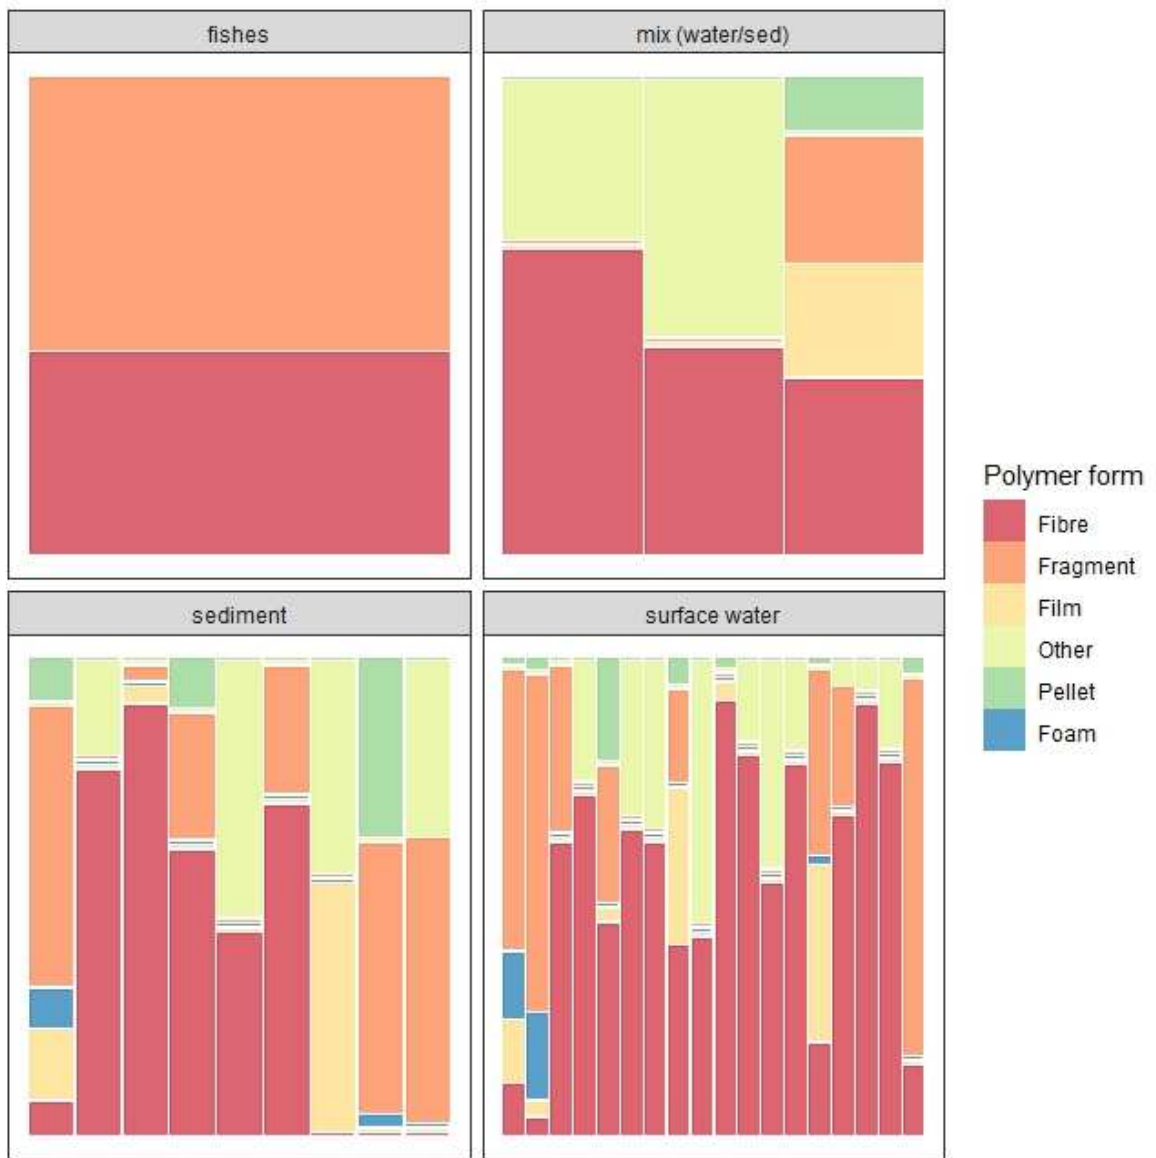 fishes
mix (water/sed)
sediment
surface water
Polymer form
Fibre
Fragment
Film
Other
Pellet
Foam